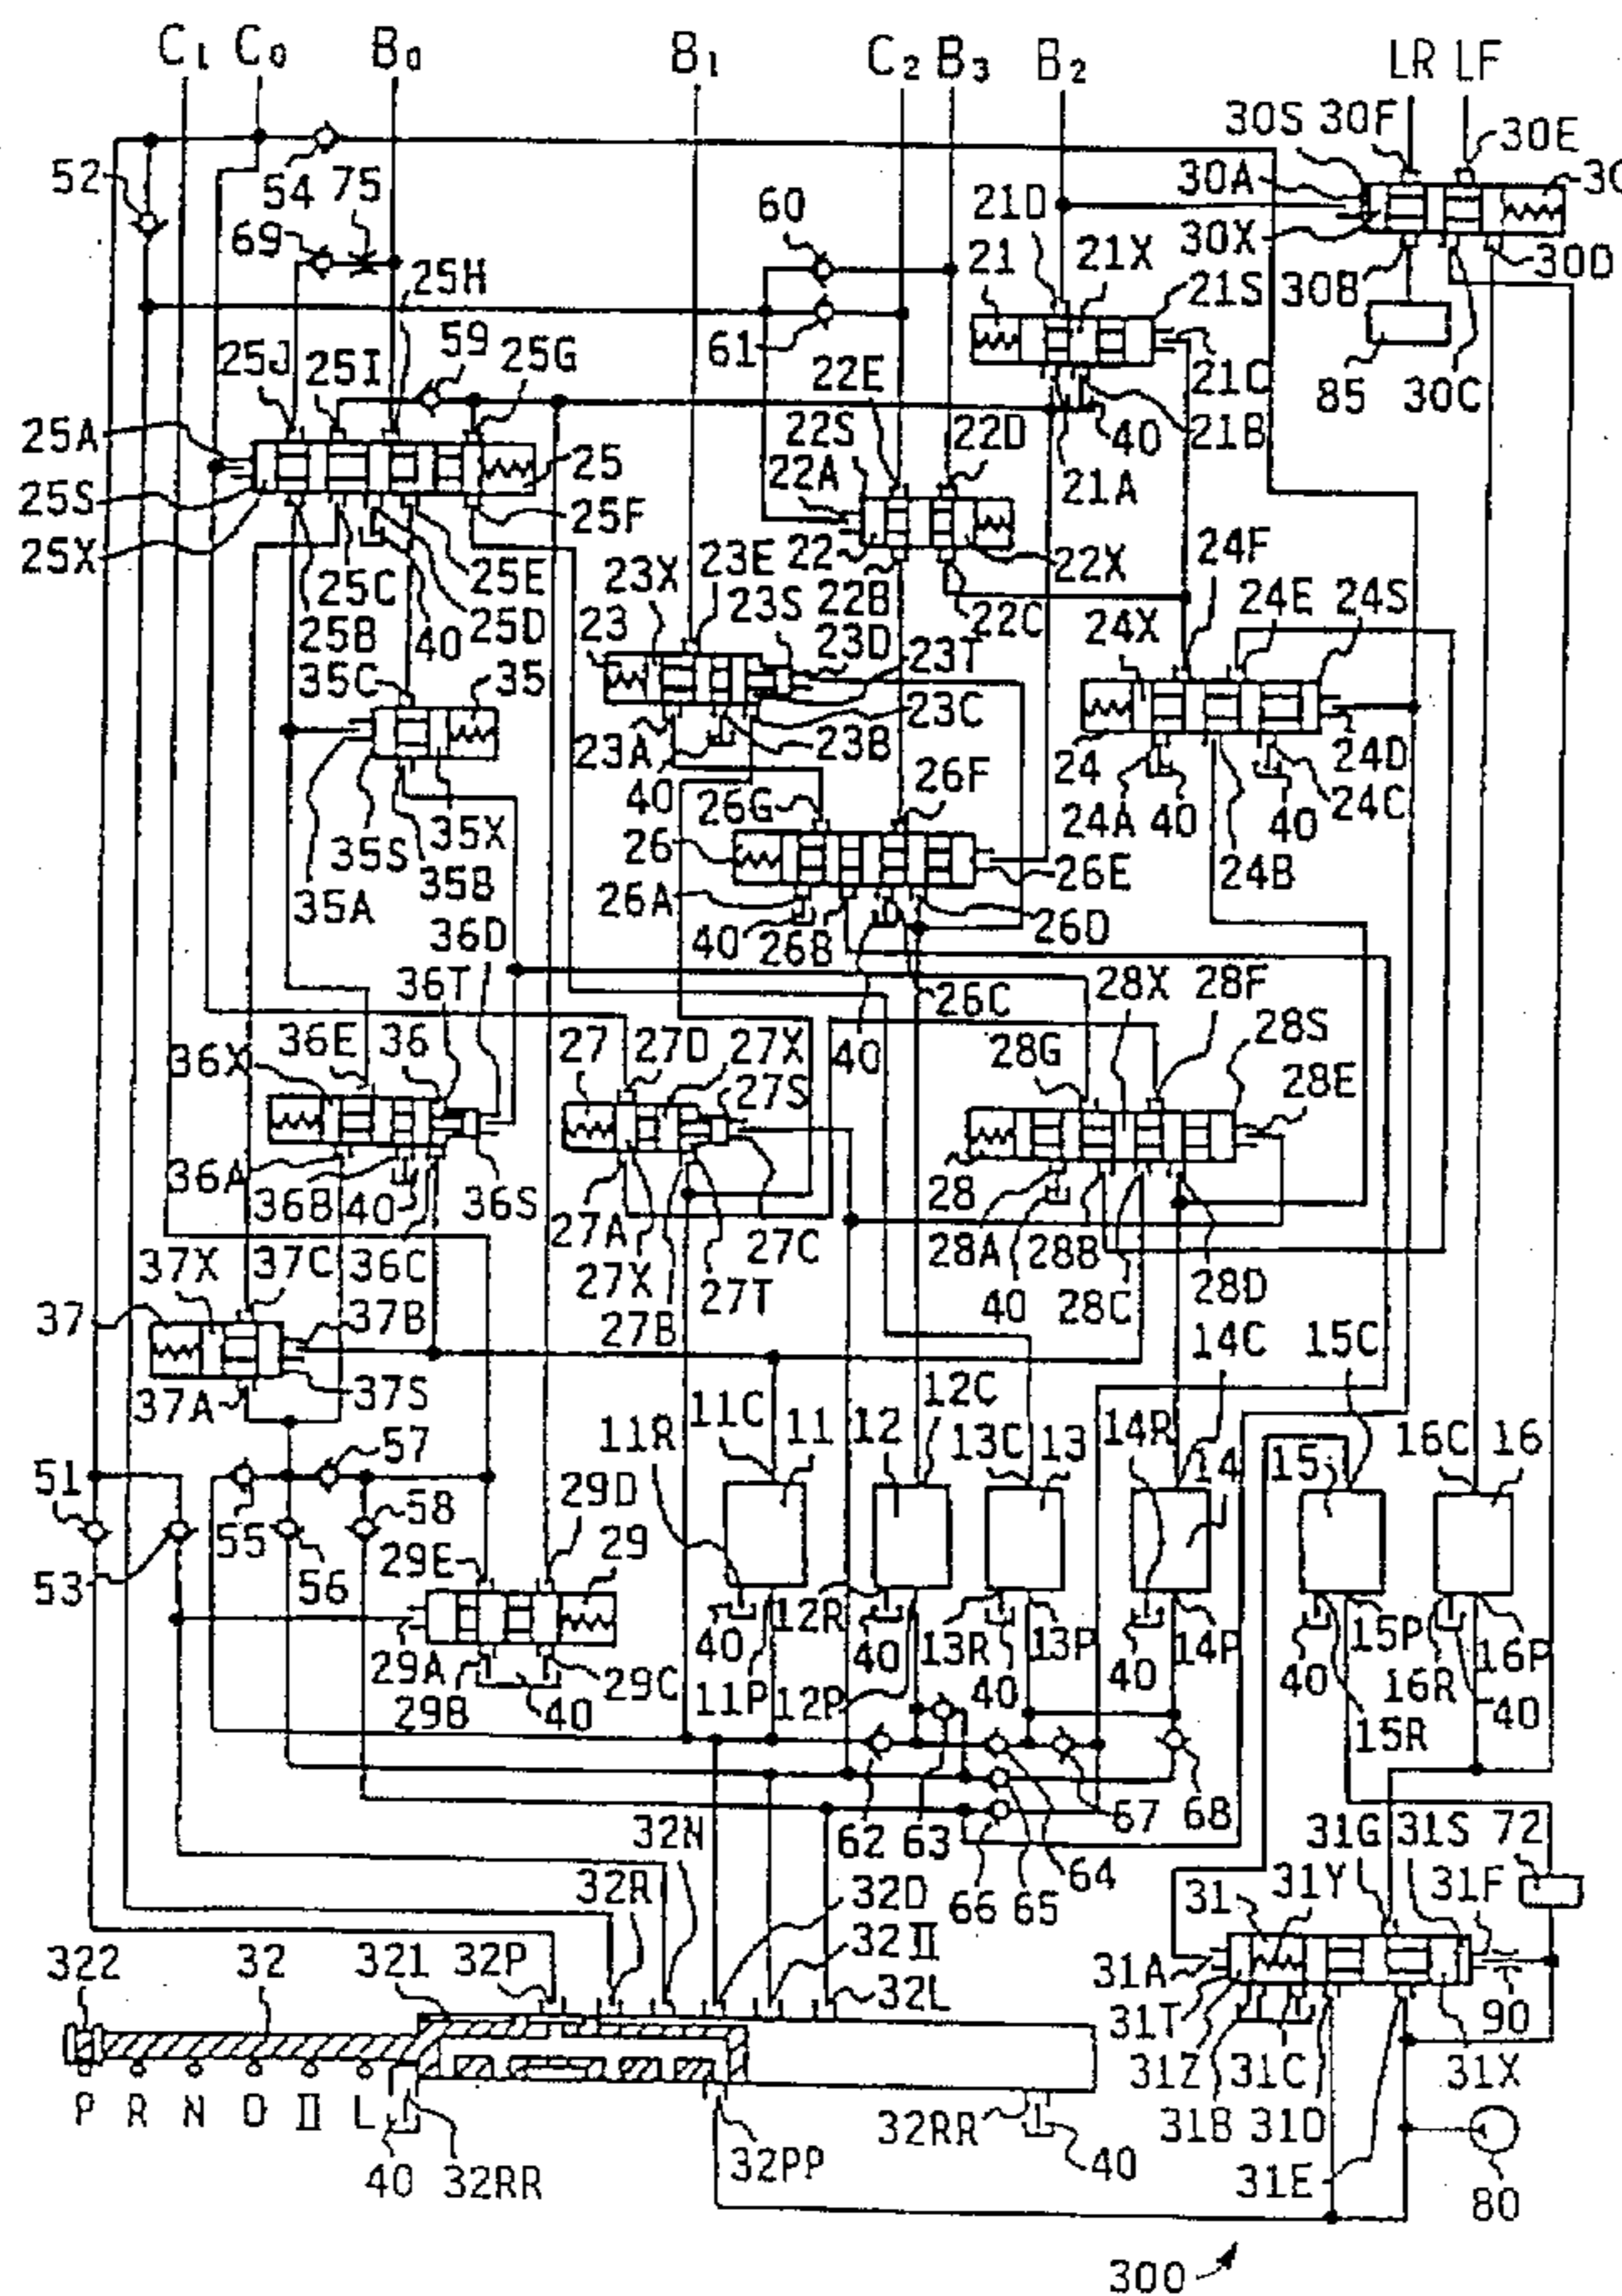 C₁ C₀ B₀ B₁ C₂ B₃ B₂ LR LF
30S 30F 30E
52 54 75 30A 30
60 21D
69 30X 30D
25H 21 21X 21S 30B
59 61
25J 25I 25G 22E 21C 85 30C
25A 22S 22D 40 21B
25 22A 21A
25S 25F
25X 25C 25E 23X 23E 22 22X 24F
25B 40 25D 23 23S 22B 22C 24X 24E 24S
35C 35 23D 23T
23C
23A 23B 24 24D
35S 35X 40 26G 26F 24A 40 40 24C
35B 26 26E 24B
35A 26A
36D 40 26B 26D
36T 26C 28X 28F
36X 36E 36 27 27D 27X 40 28G 28S
27S 28E
36A 28
36B 40 36S 27A 28A 28B
37X 37C 36C 27X 27C 28D
37 27B 27T 40 28C
37B 14C 15C
37A 37S 11C 12C
57 11R 11 12 13C 13 14R 16C 16
51 58 29D 14 15
55 29E 29
53 56
40 12R 40 13R 13P 40 14P 40 15P 16P
29A 29C 11P 12P 40 16R 40
29B 40 15R
62 63 67 68
32N 64 31G 31S 72
32R 32D 66 65 31Y 31F
32Ⅱ 31
322 32 321 32P 32L 31A
31T 90
31Z 31C 31X
P R N D Ⅱ L 32RR 31B 31D
40 32RR 32PP 40 31E 80
300